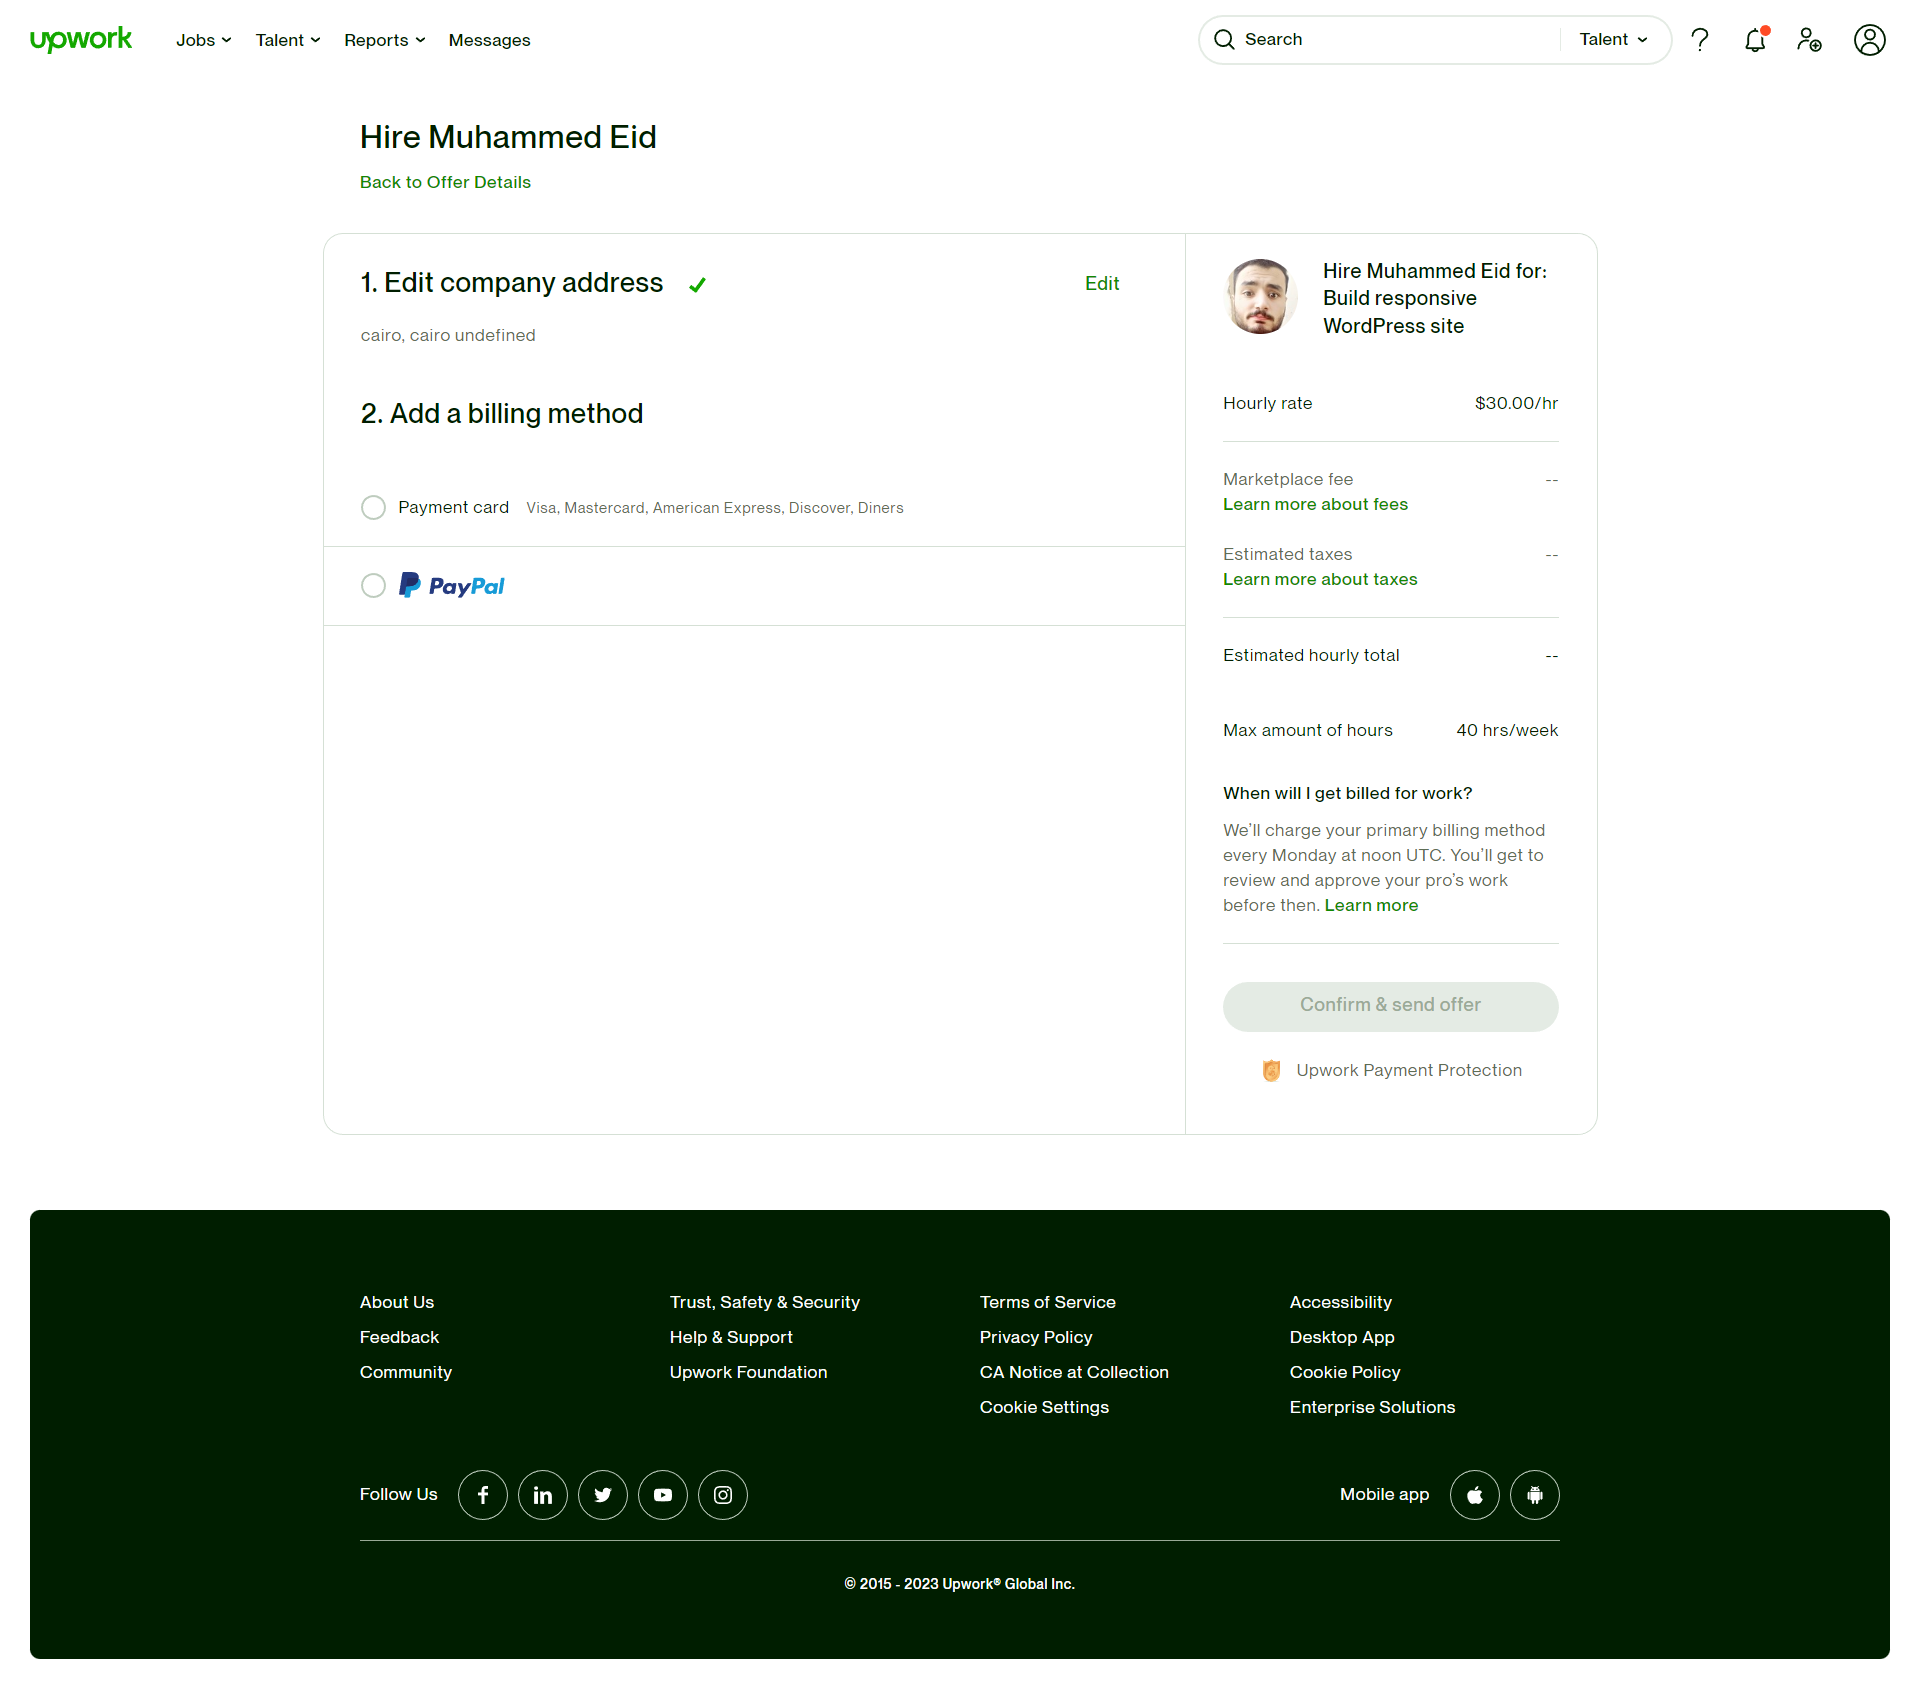 upwork
Jobs
Talent
Reports
Messages
Search
Talent
Hire Muhammed Eid
Back to Offer Details
1. Edit company address
Edit
cairo, cairo undefined
2. Add a billing method
Payment card Visa, Mastercard, American Express, Discover, Diners
PayPal
Hire Muhammed Eid for:
Build responsive
WordPress site
Hourly rate $30.00/hr
Marketplace fee --
Learn more about fees
Estimated taxes --
Learn more about taxes
Estimated hourly total --
Max amount of hours 40 hrs/week
When will I get billed for work?
We'll charge your primary billing method
every Monday at noon UTC. You'll get to
review and approve your pro's work
before then. Learn more
Confirm & send offer
Upwork Payment Protection
About Us
Feedback
Community
Trust, Safety & Security
Help & Support
Upwork Foundation
Terms of Service
Privacy Policy
CA Notice at Collection
Cookie Settings
Accessibility
Desktop App
Cookie Policy
Enterprise Solutions
Follow Us
Mobile app
© 2015 - 2023 Upwork® Global Inc.